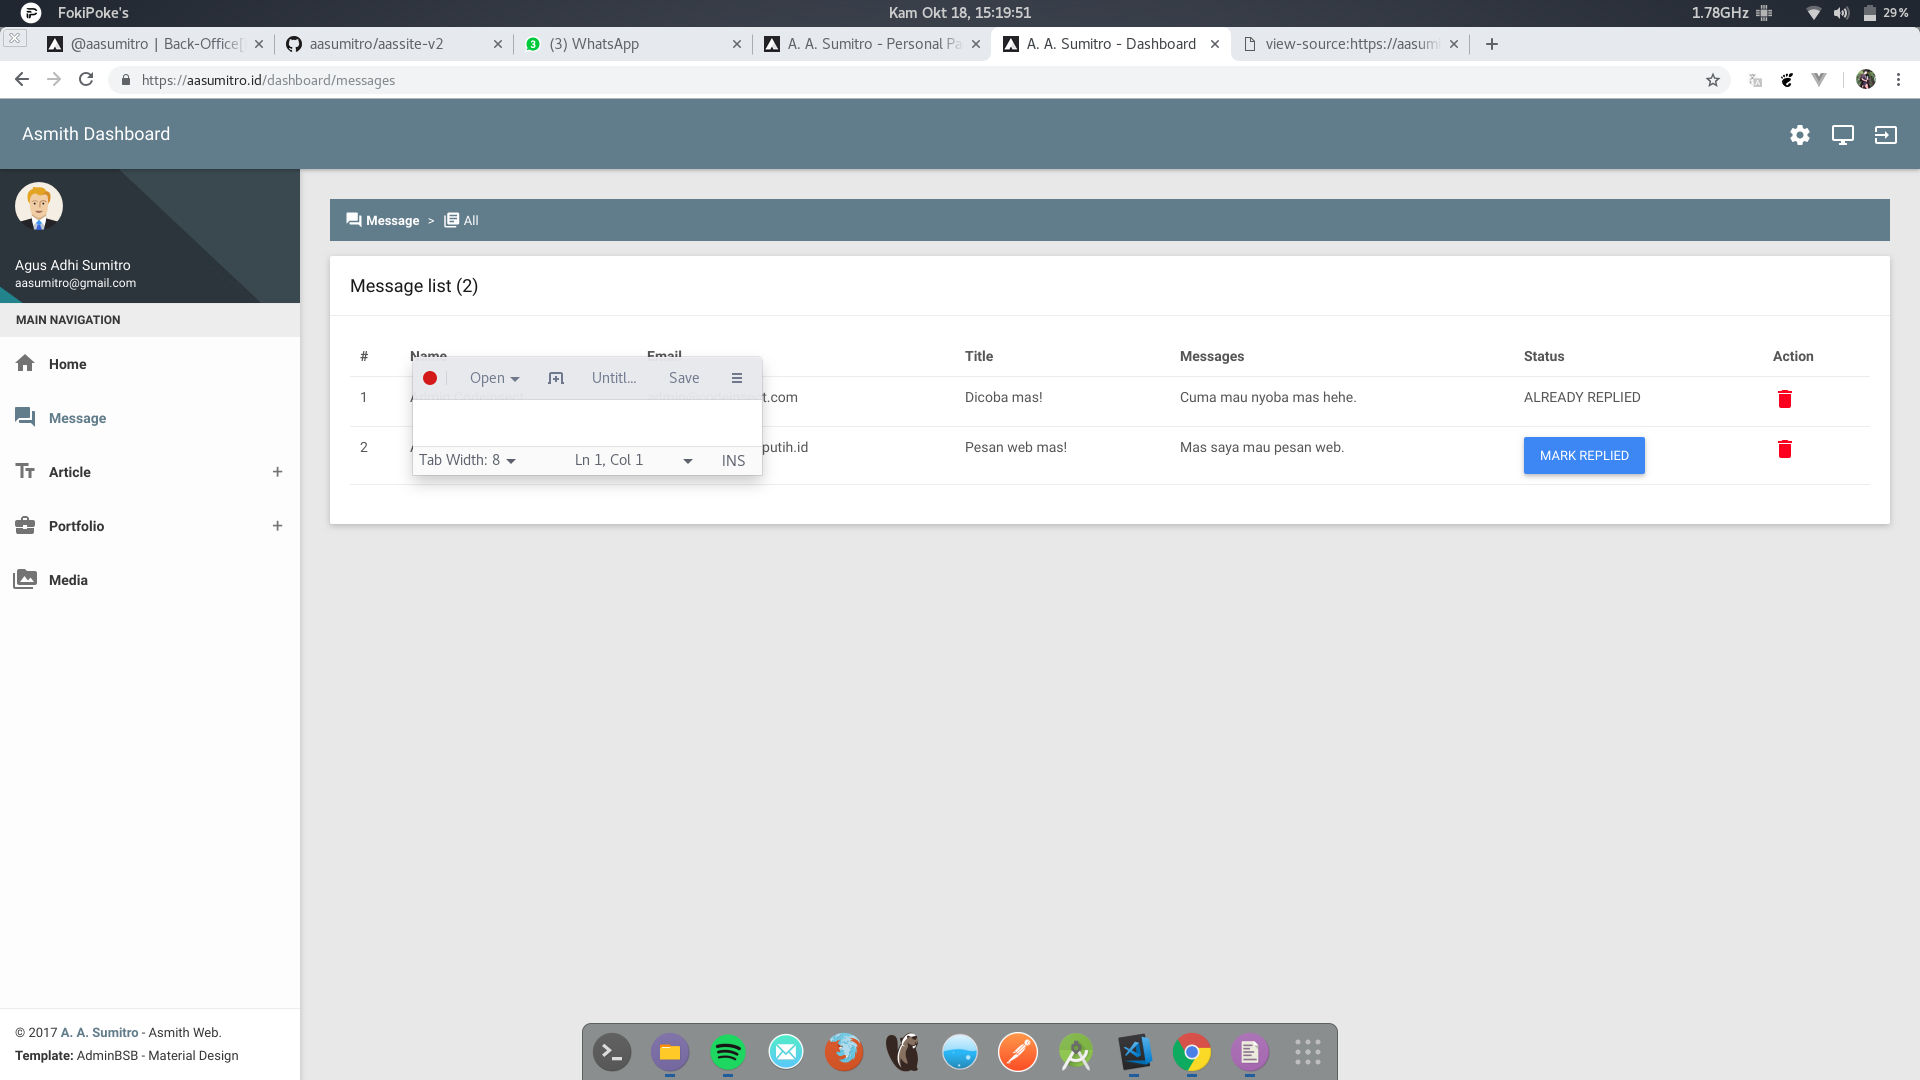 FokiPoke's
Kam Okt 18, 15:19:51
1.78GHz
29%
@aasumitro | Back-Office[
aasumitro/aassite-v2
3
(3) WhatsApp
A. A. Sumitro - Personal Pa
A. A. Sumitro - Dashboard
view-source:https://aasumi
https://aasumitro.id/dashboard/messages
Asmith Dashboard
Agus Adhi Sumitro
aasumitro@gmail.com
MAIN NAVIGATION
Home
Message
Article
Portfolio
Media
© 2017 A. A. Sumitro - Asmith Web.
Template: AdminBSB - Material Design
Message > All
Message list (2)
# Name Email Title Messages Status Action
1 t.com Dicoba mas! Cuma mau nyoba mas hehe. ALREADY REPLIED
2 putih.id Pesan web mas! Mas saya mau pesan web. MARK REPLIED
Open Untitl... Save
Tab Width: 8 Ln 1, Col 1 INS